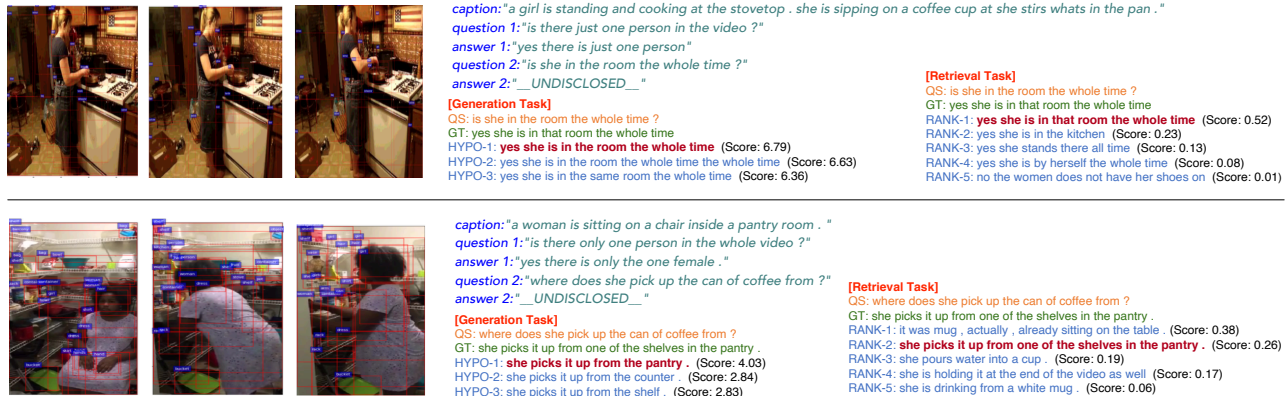 caption:"a girl is standing and cooking at the stovetop . she is sipping on a coffee cup at she stirs whats in the pan ."
question 1:"is there just one person in the video ?"
answer 1:"yes there is just one person"
question 2:"is she in the room the whole time ?"
answer 2:"__UNDISCLOSED__"
[Generation Task]
QS: is she in the room the whole time ?
GT: yes she is in that room the whole time
HYPO-1: yes she is in the room the whole time (Score: 6.79)
HYPO-2: yes she is in the room the whole time the whole time (Score: 6.63)
HYPO-3: yes she is in the same room the whole time (Score: 6.36)
[Retrieval Task]
QS: is she in the room the whole time ?
GT: yes she is in that room the whole time
RANK-1: yes she is in that room the whole time (Score: 0.52)
RANK-2: yes she is in the kitchen (Score: 0.23)
RANK-3: yes she stands there all time (Score: 0.13)
RANK-4: yes she is by herself the whole time (Score: 0.08)
RANK-5: no the women does not have her shoes on (Score: 0.01)
caption:"a woman is sitting on a chair inside a pantry room . "
question 1:"is there only one person in the whole video ?"
answer 1:"yes there is only the one female ."
question 2:"where does she pick up the can of coffee from ?"
answer 2:"__UNDISCLOSED__"
[Generation Task]
QS: where does she pick up the can of coffee from ?
GT: she picks it up from one of the shelves in the pantry .
HYPO-1: she picks it up from the pantry . (Score: 4.03)
HYPO-2: she picks it up from the counter . (Score: 2.84)
HYPO-3: she picks it up from the shelf . (Score: 2.83)
[Retrieval Task]
QS: where does she pick up the can of coffee from ?
GT: she picks it up from one of the shelves in the pantry .
RANK-1: it was mug , actually , already sitting on the table . (Score: 0.38)
RANK-2: she picks it up from one of the shelves in the pantry . (Score: 0.26)
RANK-3: she pours water into a cup . (Score: 0.19)
RANK-4: she is holding it at the end of the video as well (Score: 0.17)
RANK-5: she is drinking from a white mug . (Score: 0.06)